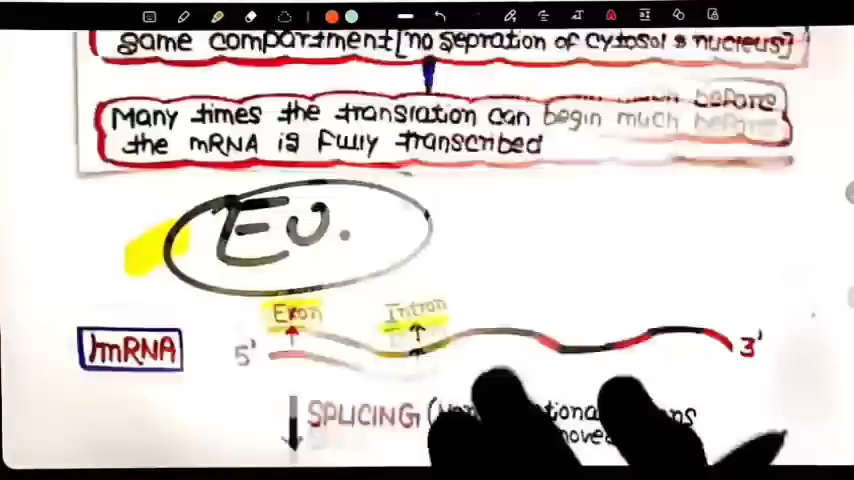 same compartment [no sepration of cytosol & nucleus]
Many times the translation can begin much before
the mRNA is fully transcribed
EU.
Exon
Intron
mRNA
5'
3'
SPLICING (